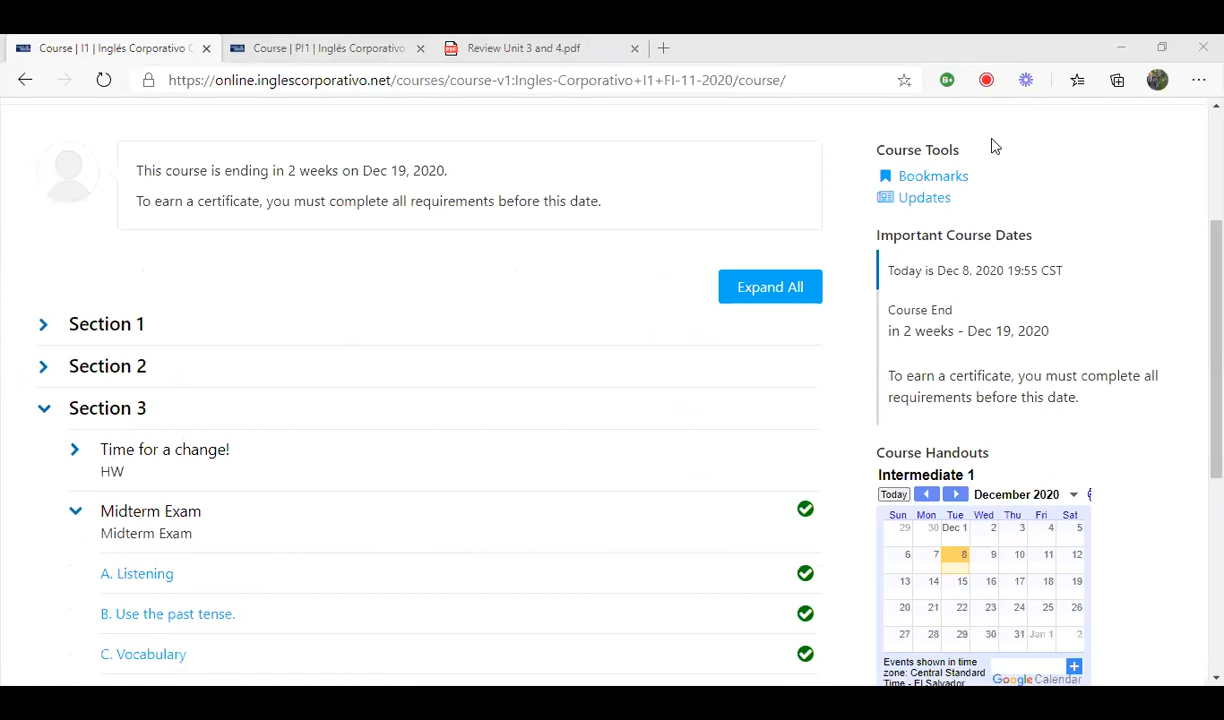 Course | I1 | Inglés Corporativo C
Course | PI1 | Inglés Corporativo
Review Unit 3 and 4.pdf
https://online.inglescorporativo.net/courses/course-v1:Ingles-Corporativo+I1+FI-11-2020/course/
This course is ending in 2 weeks on Dec 19, 2020.
To earn a certificate, you must complete all requirements before this date.
Expand All
Section 1
Section 2
Section 3
Time for a change!
HW
Midterm Exam
Midterm Exam
A. Listening
B. Use the past tense.
C. Vocabulary
Course Tools
Bookmarks
Updates
Important Course Dates
Today is Dec 8, 2020 19:55 CST
Course End
in 2 weeks - Dec 19, 2020
To earn a certificate, you must complete all
requirements before this date.
Course Handouts
Intermediate 1
Today December 2020
Sun Mon Tue Wed Thu Fri Sat
29 30 Dec 1 2 3 4 5
6 7 8 9 10 11 12
13 14 15 16 17 18 19
20 21 22 23 24 25 26
27 28 29 30 31 Jan 1 2
Events shown in time
zone: Central Standard
Time - El Salvador
Google Calendar